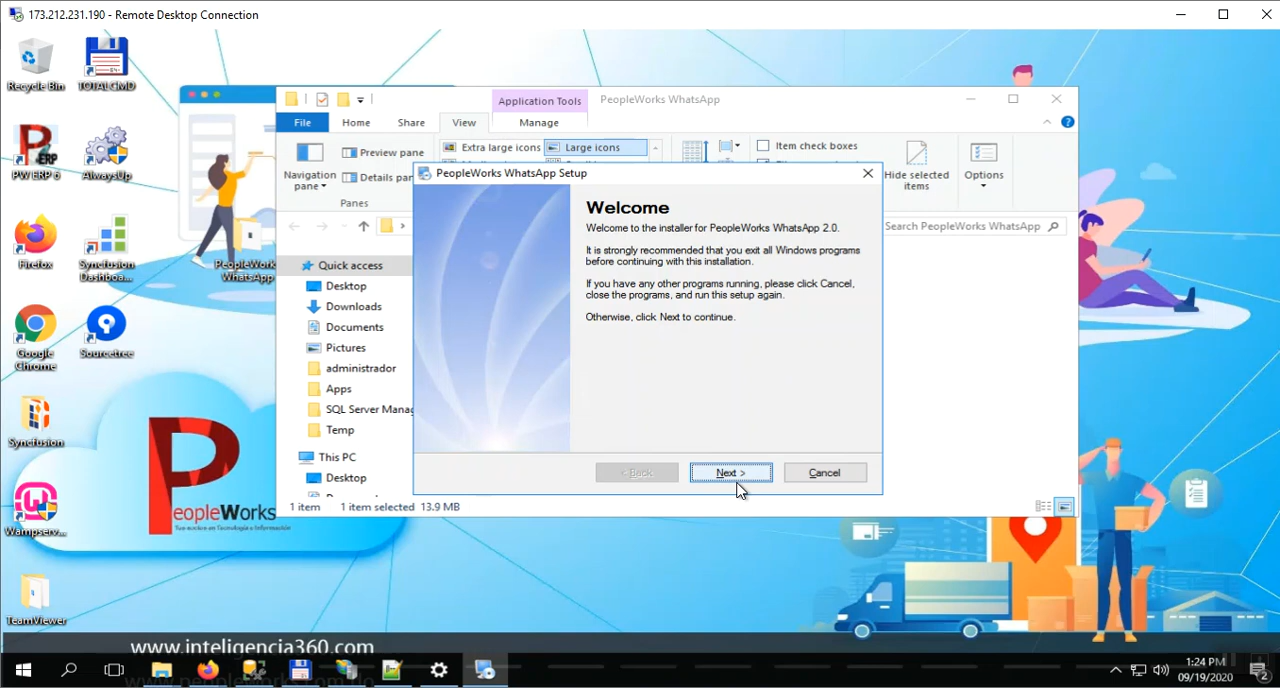 173.212.231.190 - Remote Desktop Connection
Recycle Bin
TOTALCMD
PW ERP 6
AlwaysUp
Firefox
Syncfusion
Dashboa...
Google
Chrome
Sourcetree
Syncfusion
Wampserv...
TeamViewer
PeopleWork
WhatsApp
PeopleWorks
Application Tools
PeopleWorks WhatsApp
File
Home
Share
View
Manage
Navigation
pane
Preview pane
Details pan
Panes
Extra large icons
Large icons
Item check boxes
Hide selected
items
Options
Search PeopleWorks WhatsApp
Quick access
Desktop
Downloads
Documents
Pictures
administrador
Apps
SQL Server Manag
Temp
This PC
Desktop
1 item
1 item selected 13.9 MB
PeopleWorks WhatsApp Setup
Welcome
Welcome to the installer for PeopleWorks WhatsApp 2.0.
It is strongly recommended that you exit all Windows programs
before continuing with this installation.
If you have any other programs running, please click Cancel,
close the programs, and run this setup again.
Otherwise, click Next to continue.
< Back
Next >
Cancel
www.inteligencia360.com
1:24 PM
09/19/2020
2